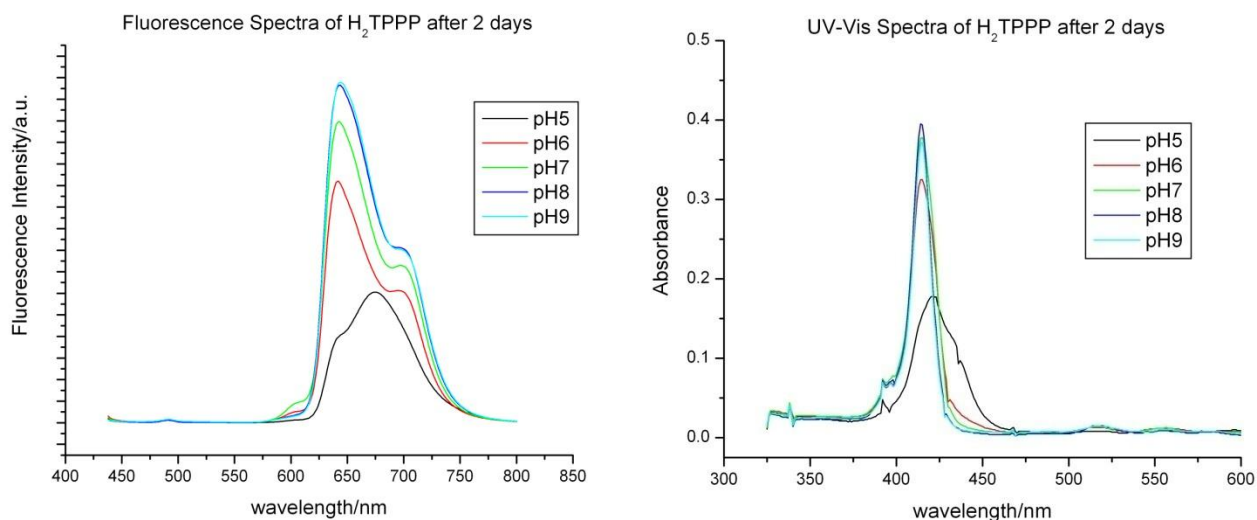 Fluorescence Spectra of H₂TPPP after 2 days
Fluorescence Intensity/a.u.
pH5
pH6
pH7
pH8
pH9
400 450 500 550 600 650 700 750 800 850
wavelength/nm
UV-Vis Spectra of H₂TPPP after 2 days
Absorbance
0.5
0.4
0.3
0.2
0.1
0.0
pH5
pH6
pH7
pH8
pH9
300 350 400 450 500 550 600
wavelength/nm